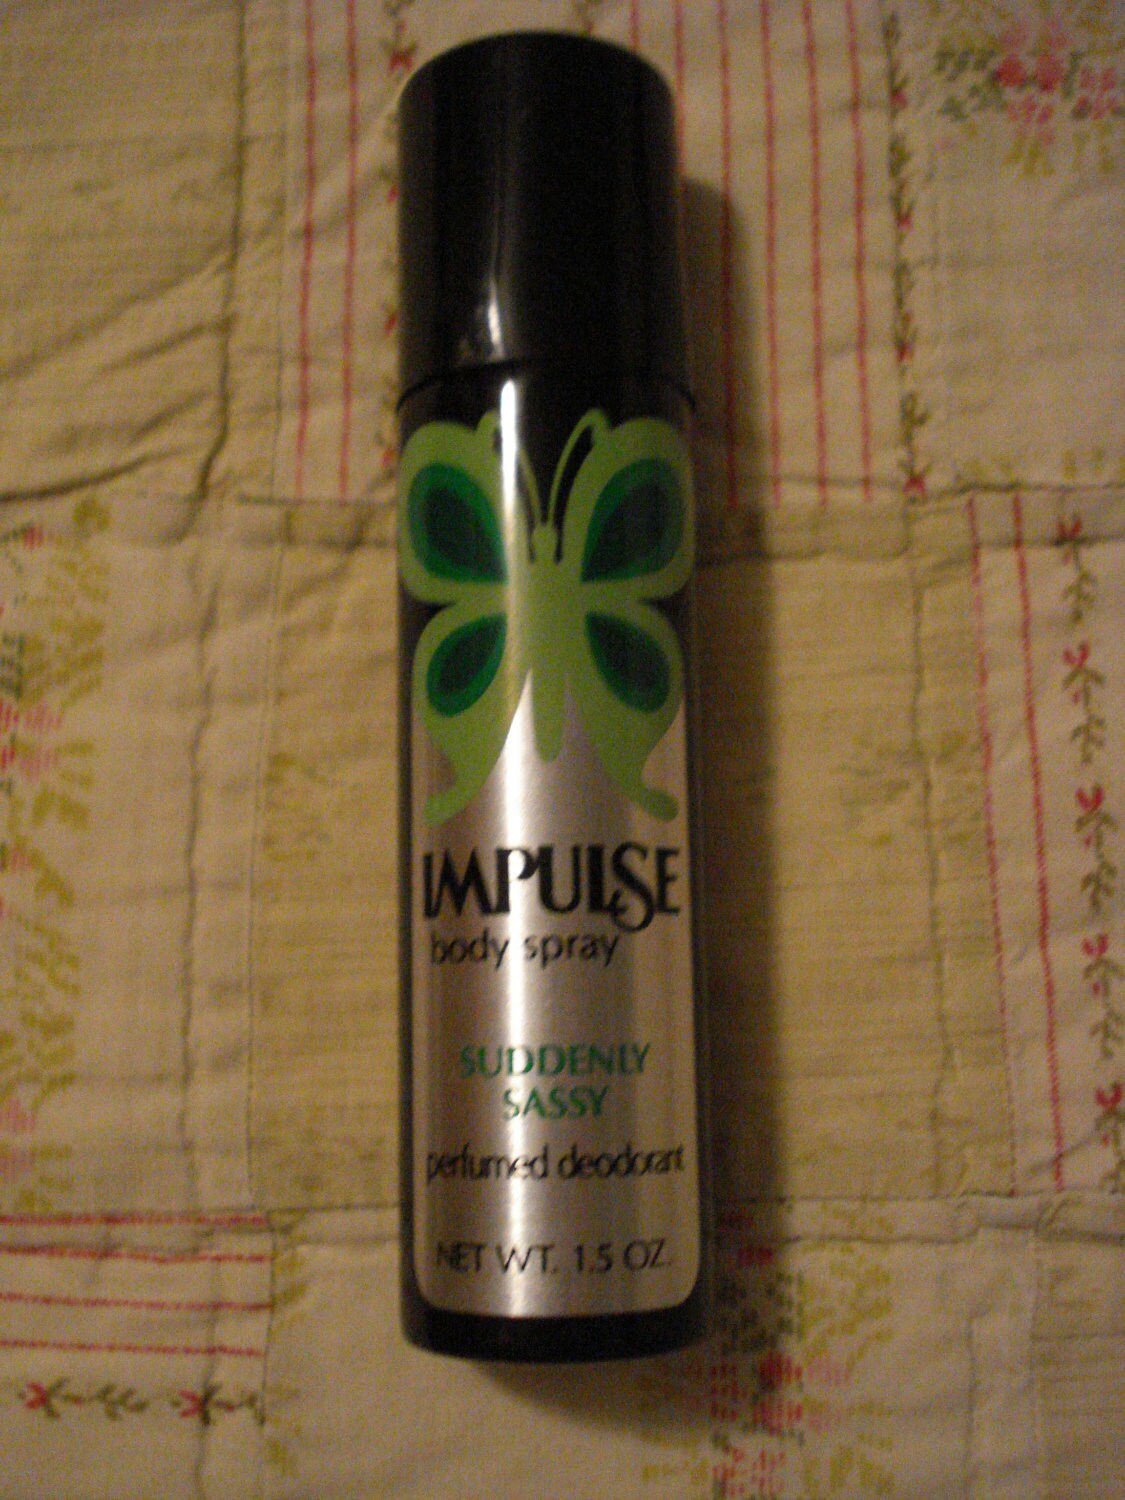 IMPULSE
body spray
SUDDENLY
SASSY
perfumed deodorant
NET WT. 1.5 OZ.